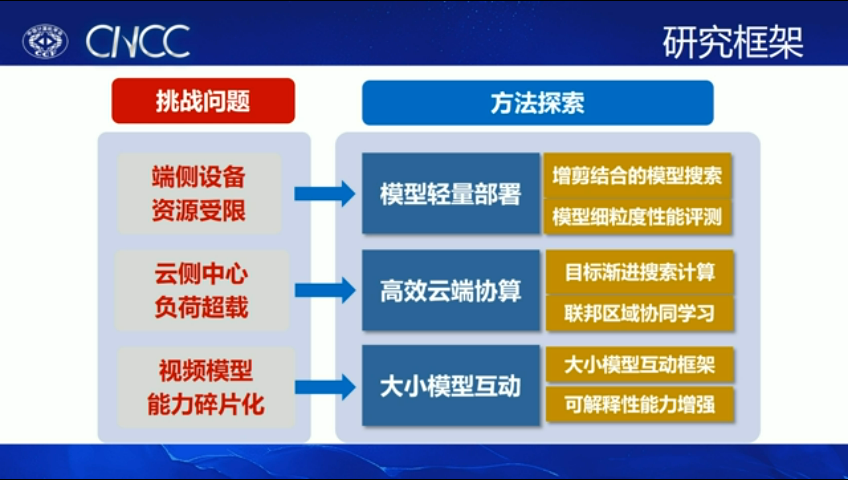 CCF
CNCC
研究框架
挑战问题
方法探索
端侧设备
资源受限
模型轻量部署
增剪结合的模型搜索
模型细粒度性能评测
云侧中心
负荷超载
高效云端协算
目标渐进搜索计算
联邦区域协同学习
视频模型
能力碎片化
大小模型互动
大小模型互动框架
可解释性能力增强